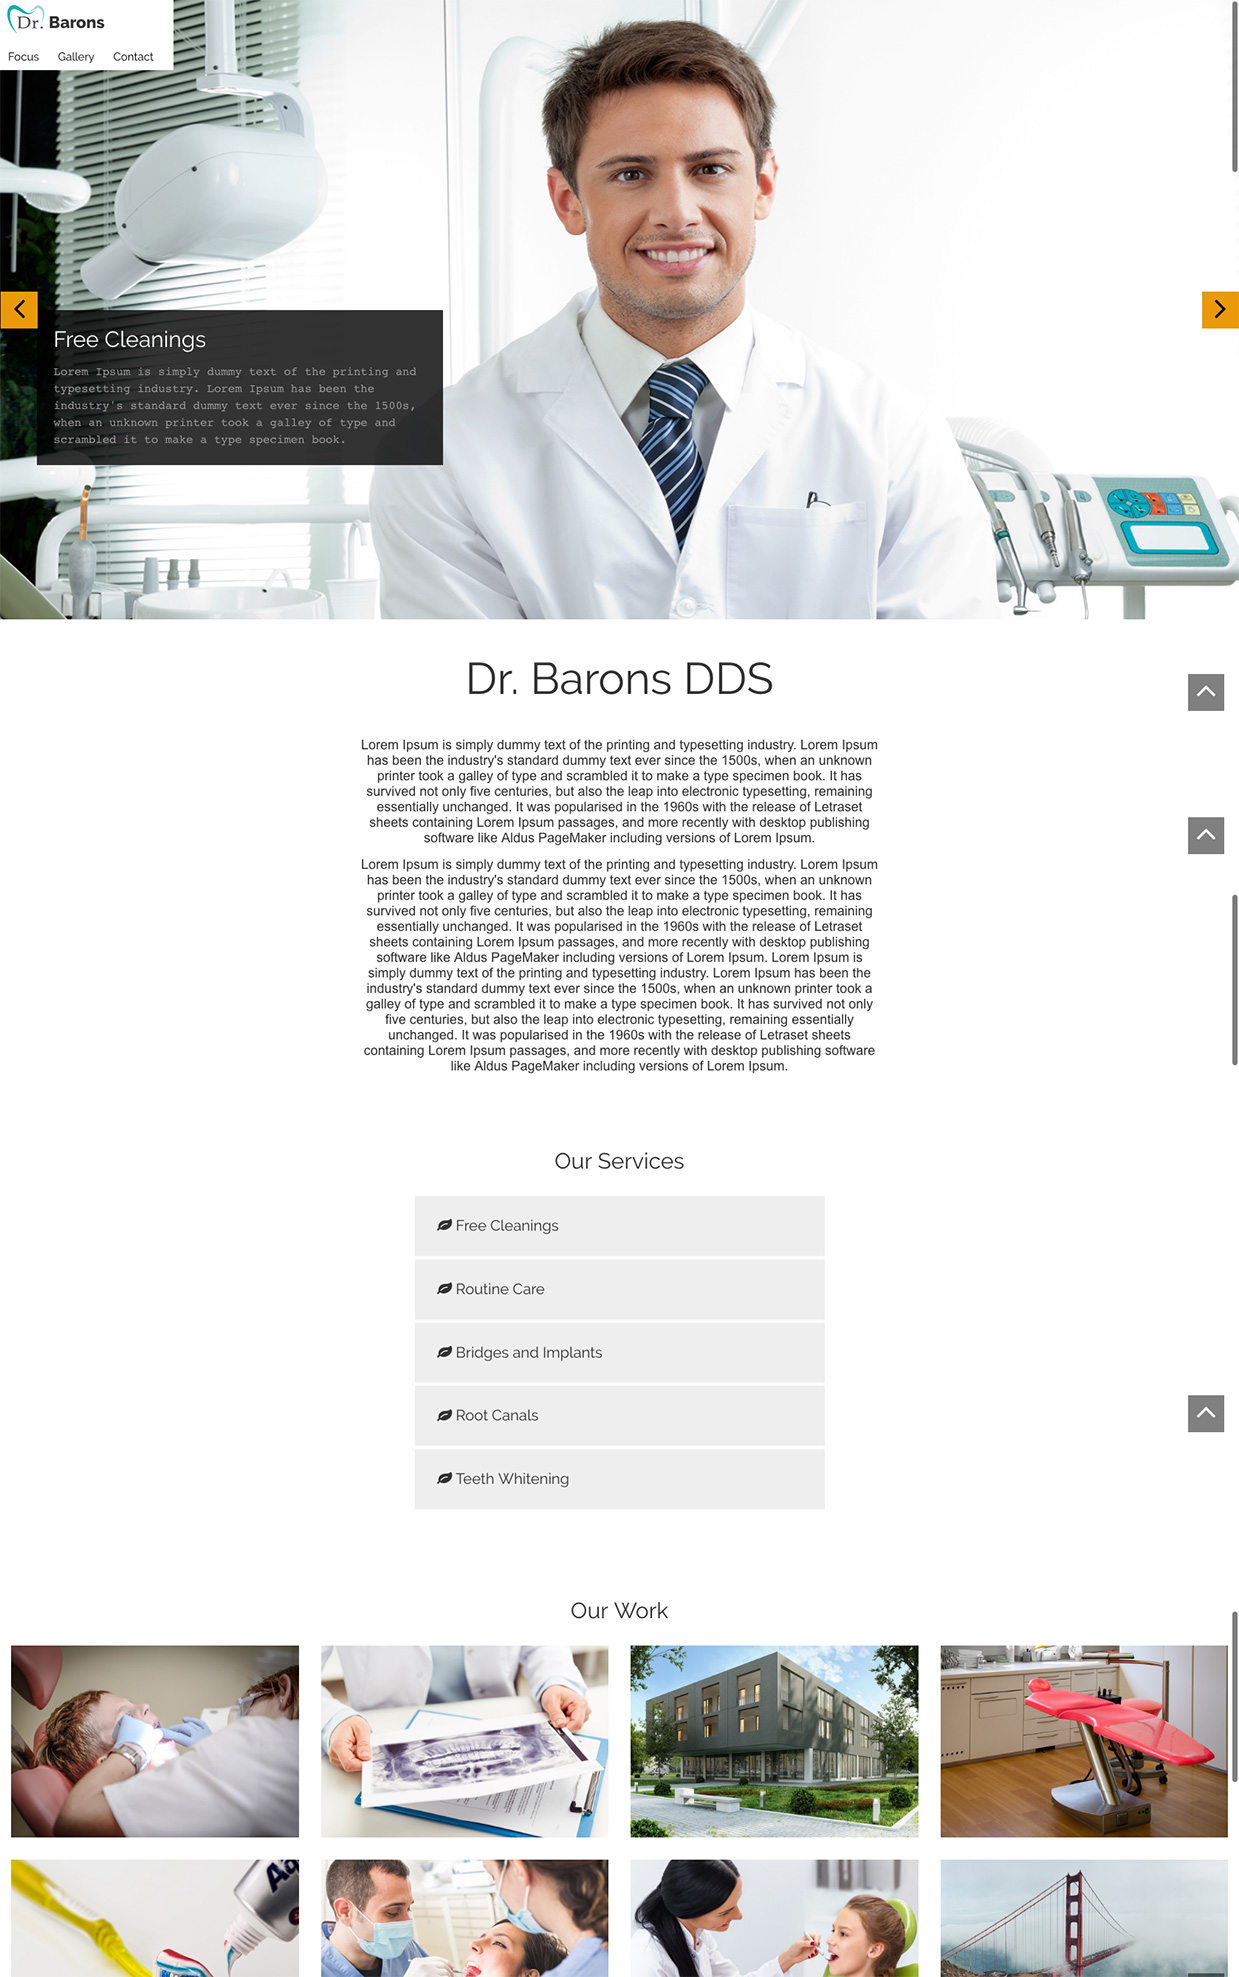 Dr. Barons
Focus Gallery Contact
Free Cleanings
Lorem Ipsum is simply dummy text of the printing and
typesetting industry. Lorem Ipsum has been the
industry's standard dummy text ever since the 1500s,
when an unknown printer took a galley of type and
scrambled it to make a type specimen book.
Dr. Barons DDS
Lorem Ipsum is simply dummy text of the printing and typesetting industry. Lorem Ipsum
has been the industry's standard dummy text ever since the 1500s, when an unknown
printer took a galley of type and scrambled it to make a type specimen book. It has
survived not only five centuries, but also the leap into electronic typesetting, remaining
essentially unchanged. It was popularised in the 1960s with the release of Letraset
sheets containing Lorem Ipsum passages, and more recently with desktop publishing
software like Aldus PageMaker including versions of Lorem Ipsum.
Lorem Ipsum is simply dummy text of the printing and typesetting industry. Lorem Ipsum
has been the industry's standard dummy text ever since the 1500s, when an unknown
printer took a galley of type and scrambled it to make a type specimen book. It has
survived not only five centuries, but also the leap into electronic typesetting, remaining
essentially unchanged. It was popularised in the 1960s with the release of Letraset
sheets containing Lorem Ipsum passages, and more recently with desktop publishing
software like Aldus PageMaker including versions of Lorem Ipsum. Lorem Ipsum is
simply dummy text of the printing and typesetting industry. Lorem Ipsum has been the
industry's standard dummy text ever since the 1500s, when an unknown printer took a
galley of type and scrambled it to make a type specimen book. It has survived not only
five centuries, but also the leap into electronic typesetting, remaining essentially
unchanged. It was popularised in the 1960s with the release of Letraset sheets
containing Lorem Ipsum passages, and more recently with desktop publishing software
like Aldus PageMaker including versions of Lorem Ipsum.
Our Services
Free Cleanings
Routine Care
Bridges and Implants
Root Canals
Teeth Whitening
Our Work